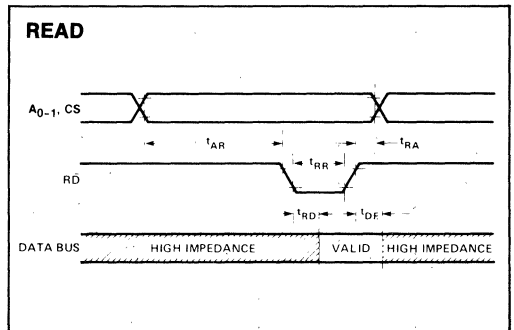 READ
A0-1, CS
tAR
tRA
tRR
RD
tRD
tDF
DATA BUS
HIGH IMPEDANCE
VALID
HIGH IMPEDANCE